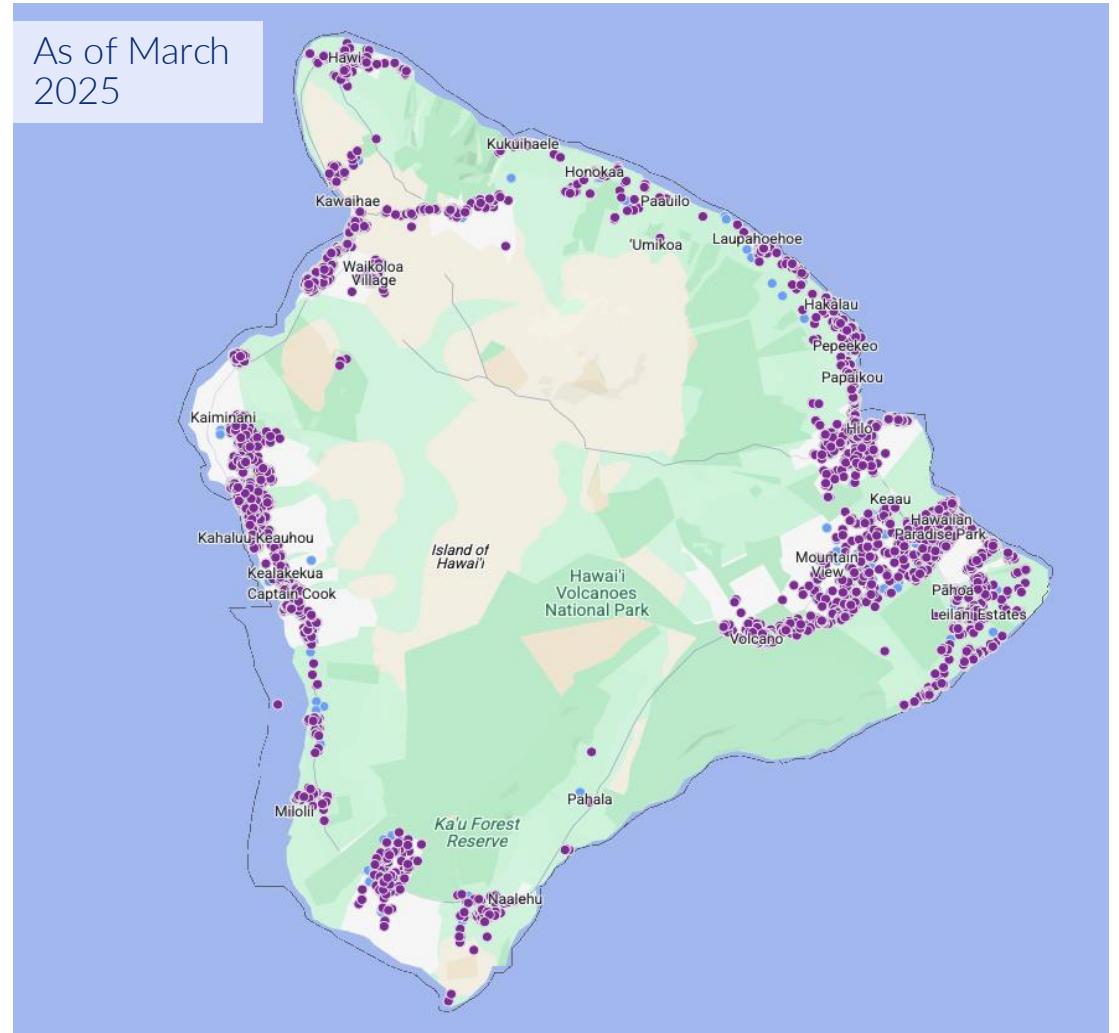 As of March
2025
Hawi
Kukuihaele
Honokaa
Kawaihae
Paauilo
'Umikoa
Laupahoehoe
Waikoloa
Village
Hakalau
Pepeekeo
Papaikou
Kaiminani
Hilo
Keaau
Hawaiian
Paradise Park
Kahaluu-Keauhou
Island of
Hawai'i
Mountain
View
Kealakekua
Hawai'i
Volcanoes
National Park
Captain Cook
Pāhoa
Leilani Estates
Volcano
Pahala
Milolii
Ka'u Forest
Reserve
Naalehu